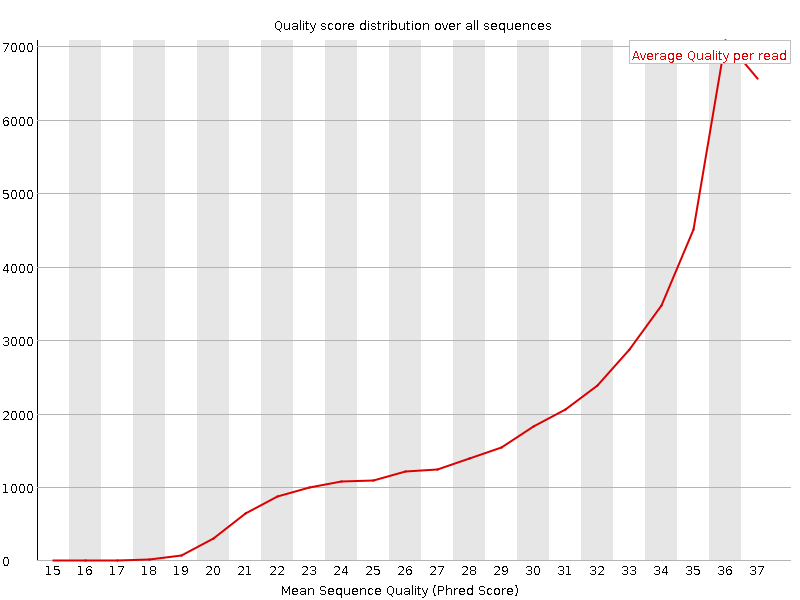 Quality score distribution over all sequences
Average Quality per read
7000
6000
5000
4000
3000
2000
1000
0
15 16 17 18 19 20 21 22 23 24 25 26 27 28 29 30 31 32 33 34 35 36 37
Mean Sequence Quality (Phred Score)